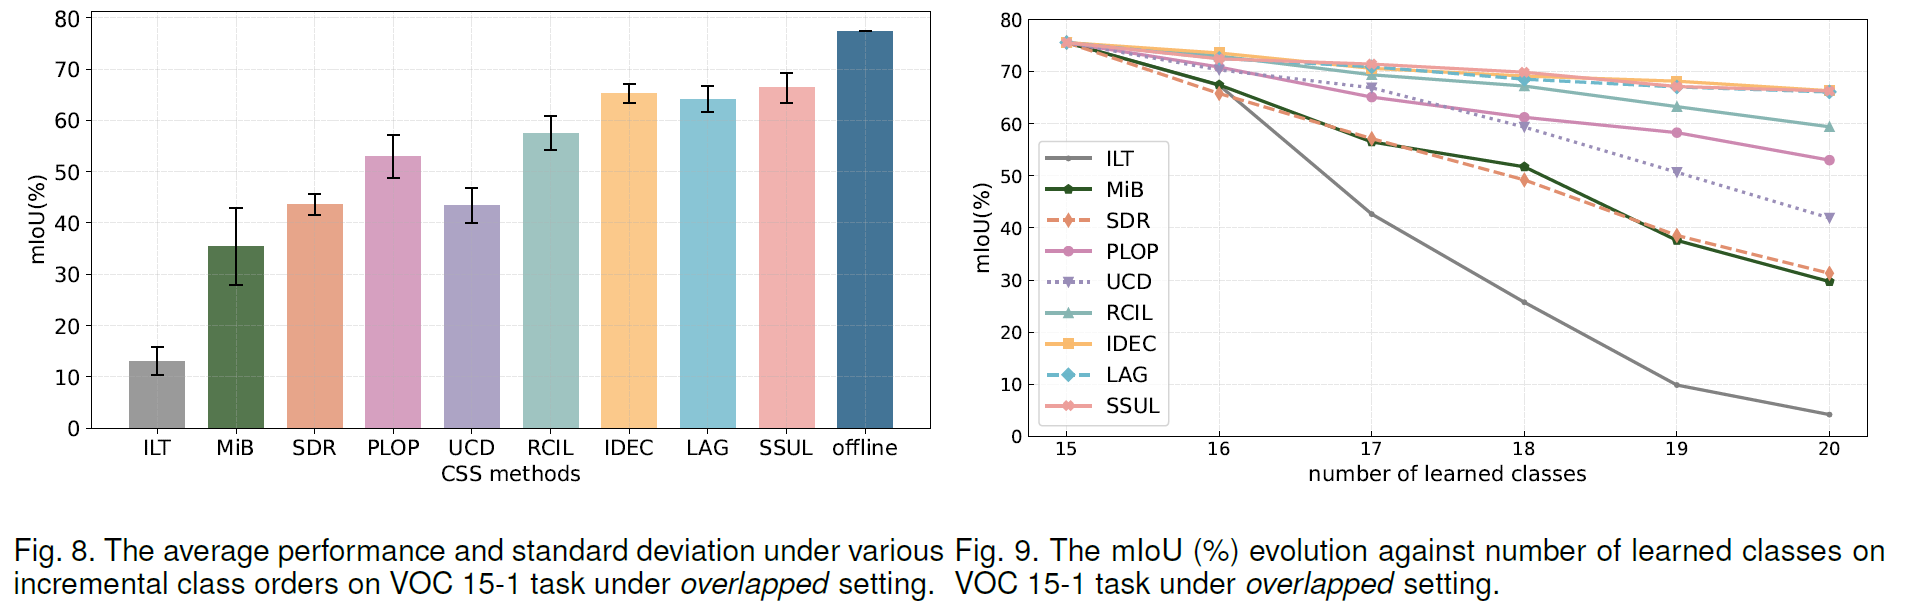 80
70
60
50
40
30
20
10
0
mIoU(%)
ILT MiB SDR PLOP UCD RCIL IDEC LAG SSUL offline
CSS methods
80
70
60
50
40
30
20
10
0
mIoU(%)
ILT
MiB
SDR
PLOP
UCD
RCIL
IDEC
LAG
SSUL
15 16 17 18 19 20
number of learned classes
Fig. 8. The average performance and standard deviation under various
incremental class orders on VOC 15-1 task under overlapped setting.
Fig. 9. The mIoU (%) evolution against number of learned classes on
VOC 15-1 task under overlapped setting.